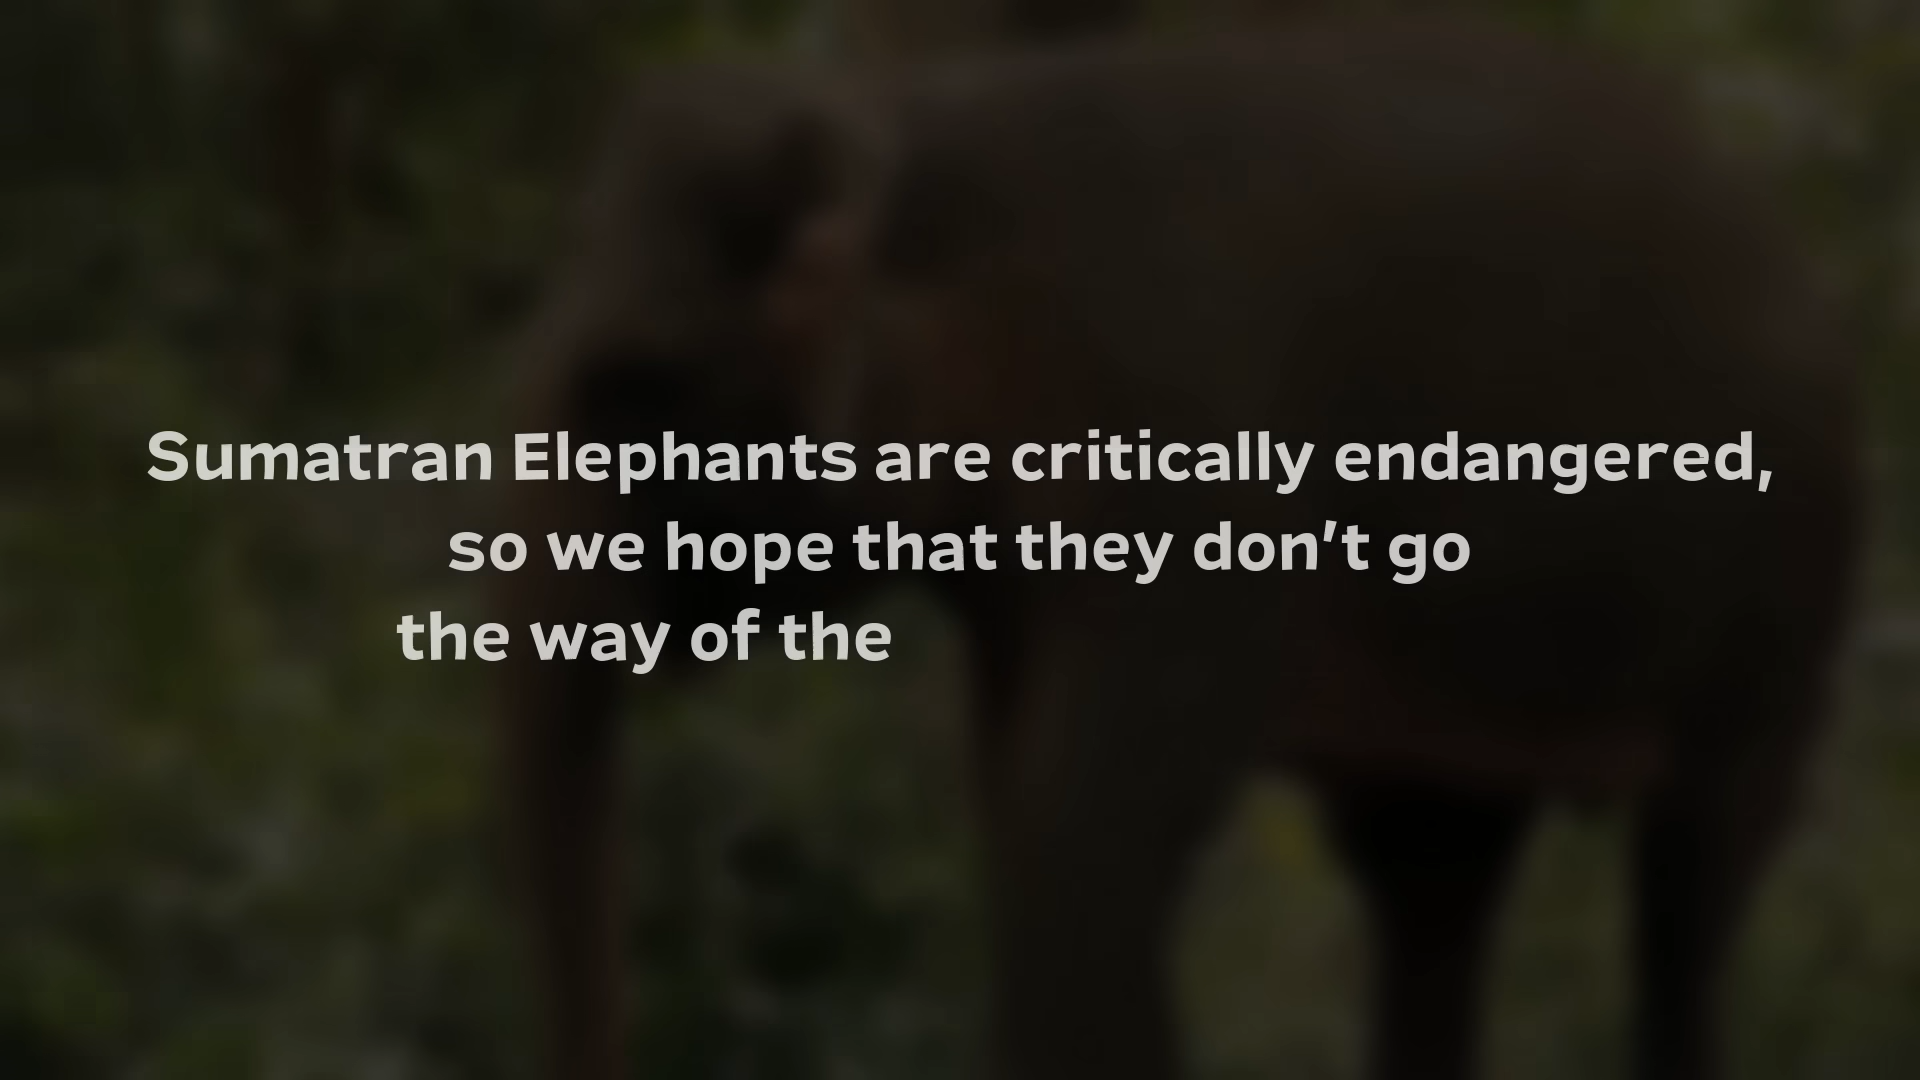 Sumatran Elephants are critically endangered,
so we hope that they don’t go
the way of the